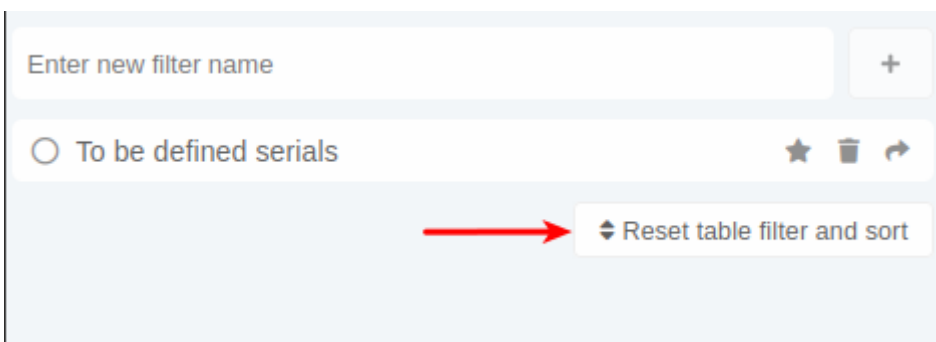 Enter new filter name
+
To be defined serials
Reset table filter and sort